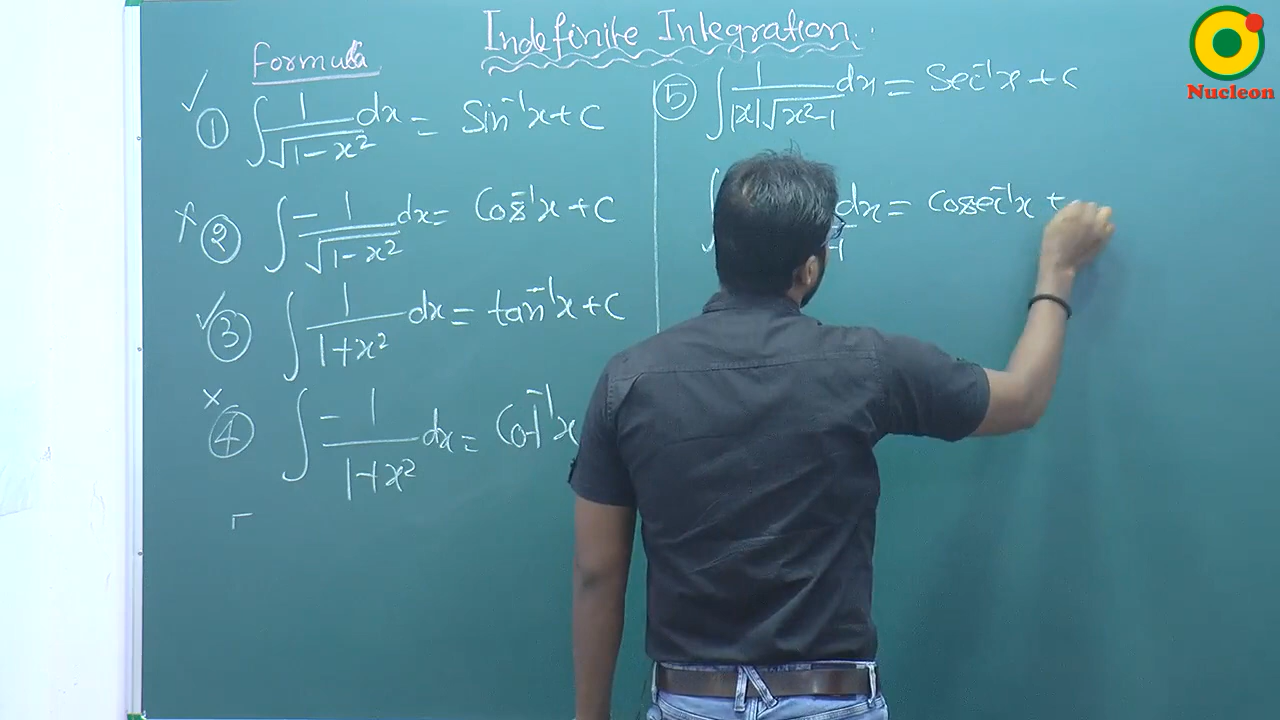 Indefinite Integration
Formula
① ∫ 1/√(1-x²) dx = Sin⁻¹x + C
② ∫ -1/√(1-x²) dx = Cos⁻¹x + C
③ ∫ 1/(1+x²) dx = tan⁻¹x + C
④ ∫ -1/(1+x²) dx = Cot⁻¹x
⑤ ∫ 1/(|x|√(x²-1)) dx = Sec⁻¹x + C
∫ dx = Cosec⁻¹x +
Nucleon